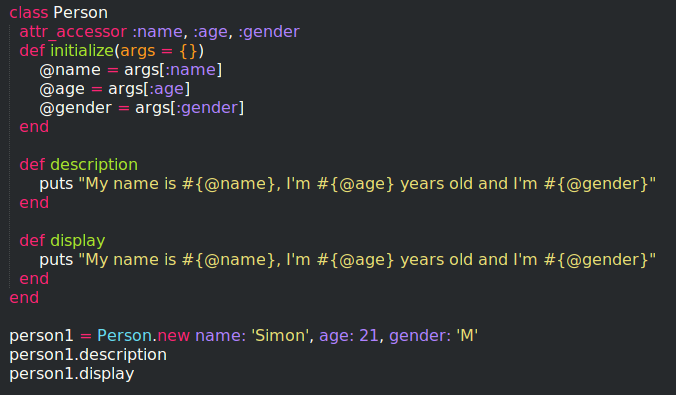 class Person
  attr_accessor :name, :age, :gender
  def initialize(args = {})
      @name = args[:name]
      @age = args[:age]
      @gender = args[:gender]
  end

  def description
      puts "My name is #{@name}, I'm #{@age} years old and I'm #{@gender}"
  end

  def display
      puts "My name is #{@name}, I'm #{@age} years old and I'm #{@gender}"
  end
end

person1 = Person.new name: 'Simon', age: 21, gender: 'M'
person1.description
person1.display